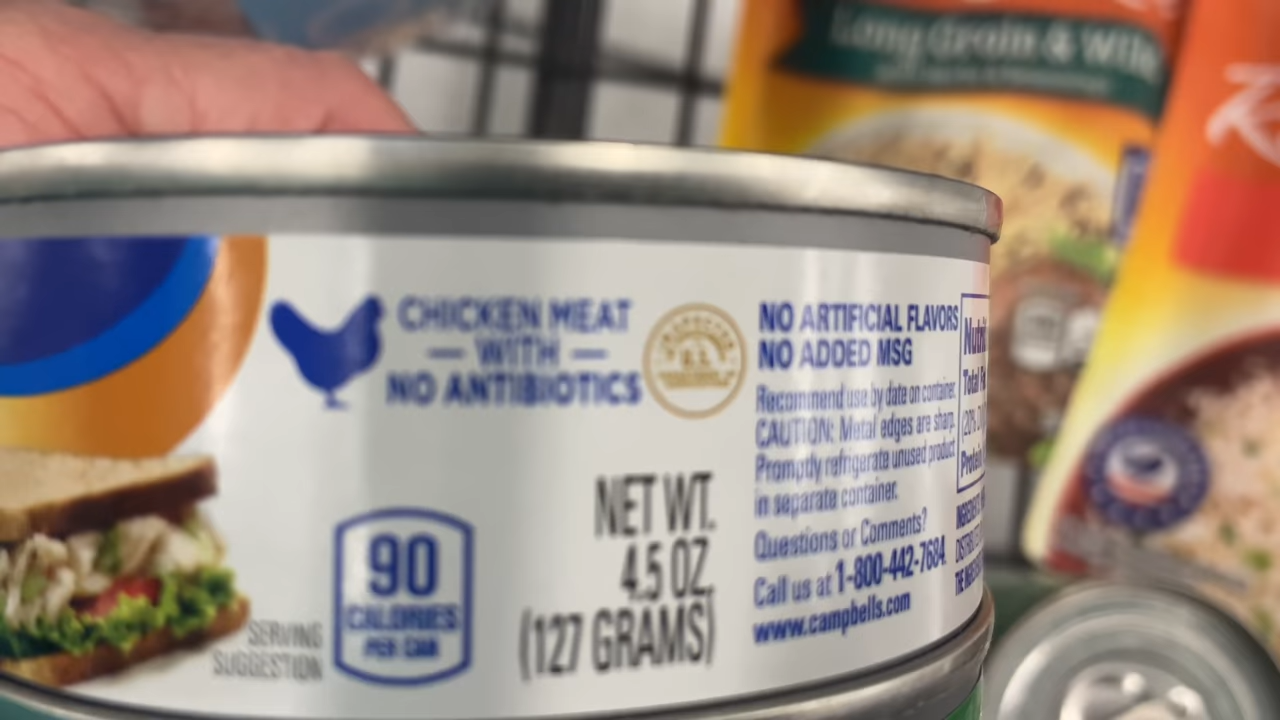 Long Grain & Wild
CHICKEN MEAT
— WITH —
NO ANTIBIOTICS
NO ARTIFICIAL FLAVORS
NO ADDED MSG
Recommend use by date on container.
CAUTION: Metal edges are sharp.
Promptly refrigerate unused product
in separate container.
Questions or Comments?
Call us at 1-800-442-7684
www.campbells.com
NET WT.
4.5 OZ.
(127 GRAMS)
90
CALORIES
PER CAN
SERVING
SUGGESTION
Total
Protein